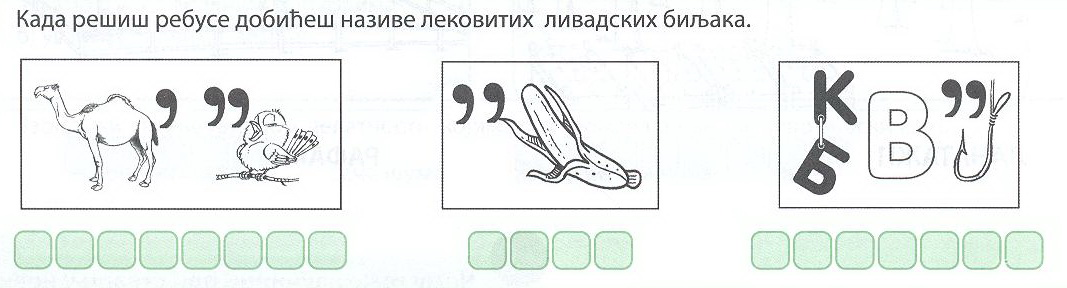 Када решиш ребусе добићеш називе лековитих ливадских биљака.
, ,,
,,
К
Б В ,,